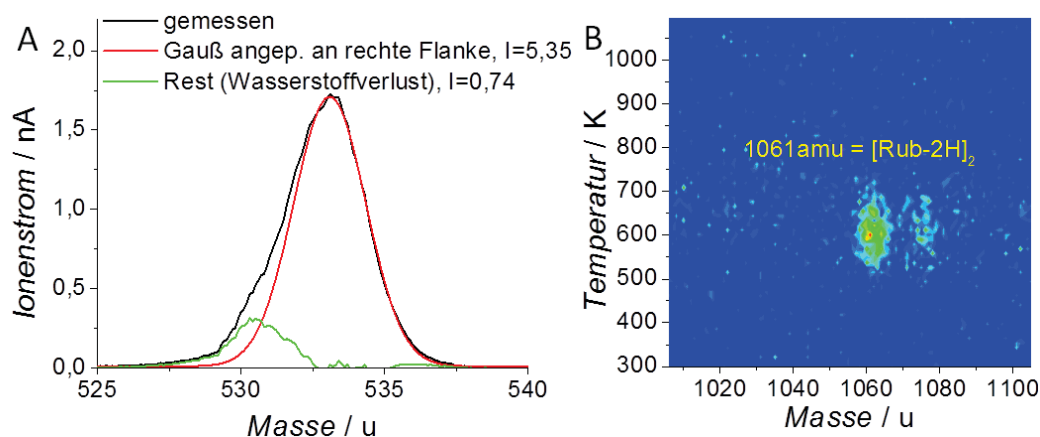 A
gemessen
Gauß angep. an rechte Flanke, I=5,35
Rest (Wasserstoffverlust), I=0,74
2,0
1,5
1,0
0,5
0,0
Ionenstrom / nA
525 530 535 540
Masse / u
B
1000
900
800
700
600
500
400
300
Temperatur / K
1061amu = [Rub-2H]2
1020 1040 1060 1080 1100
Masse / u